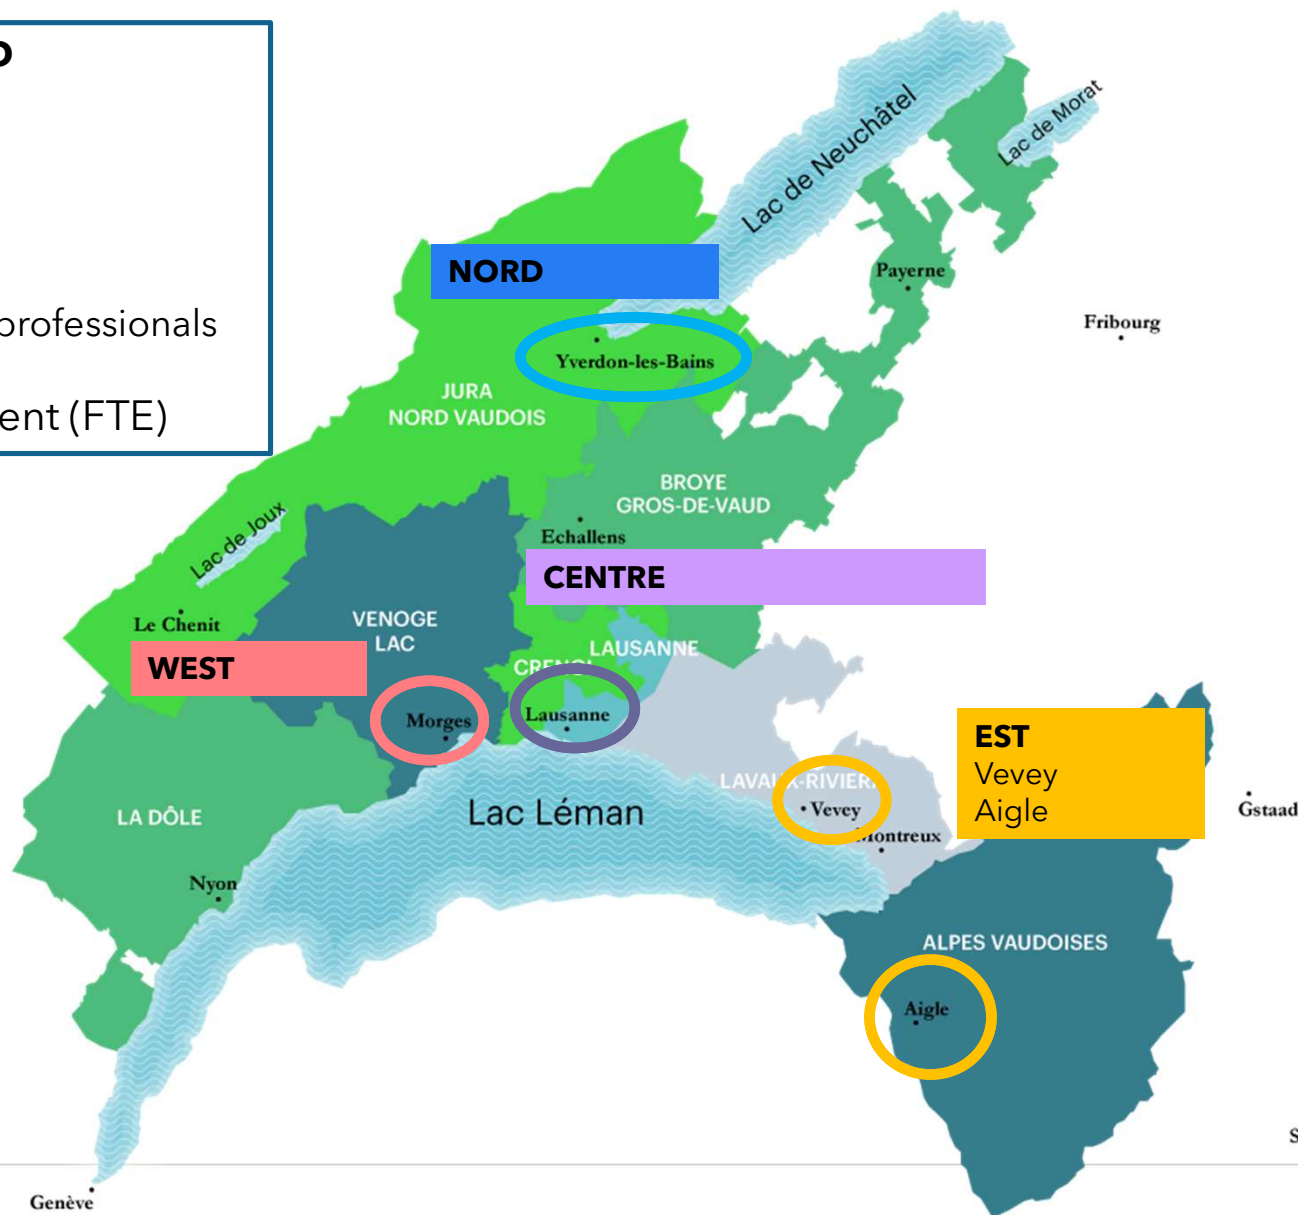 professionals
(FTE)
Lac de Neuchâtel
Lac de Morat
NORD
Payerne
Fribourg
Yverdon-les-Bains
JURA
NORD VAUDOIS
BROYE
GROS-DE-VAUD
Lac de Joux
Echallens
CENTRE
Le Chenit
VENOGE
LAC
LAUSANNE
WEST
Morges
Lausanne
EST
Vevey
Aigle
LA DÔLE
Lac Léman
Vevey
Gstaad
Montreux
Nyon
ALPES VAUDOISES
Aigle
Genève